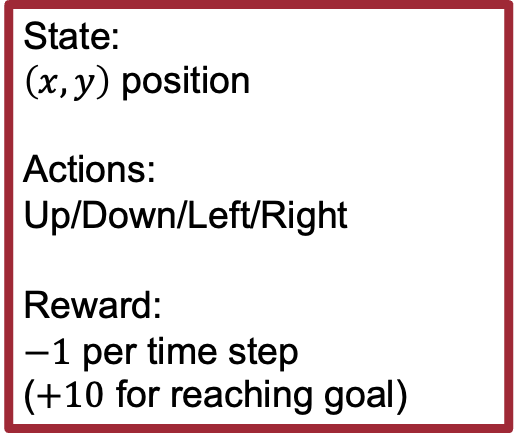 State:
(x, y) position
Actions:
Up/Down/Left/Right
Reward:
−1 per time step
(+10 for reaching goal)